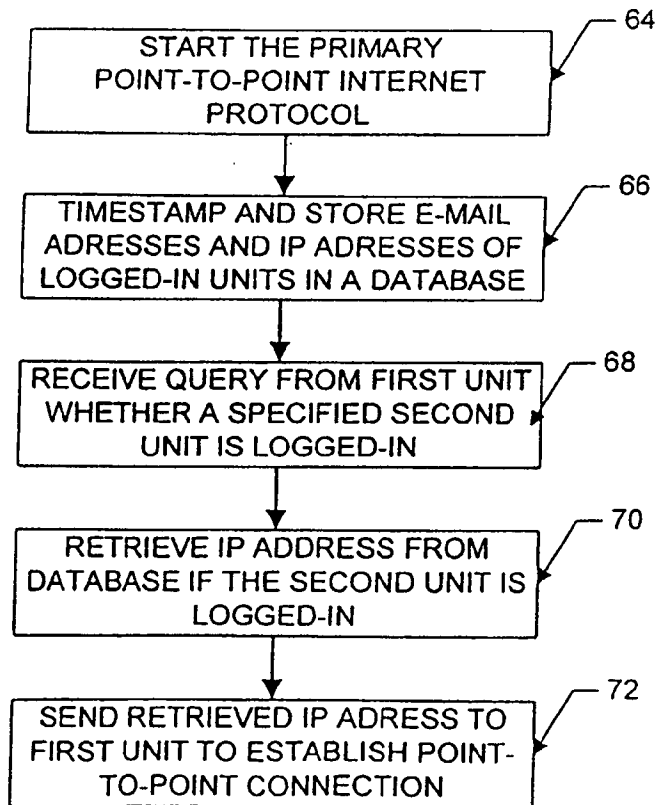 START THE PRIMARY
POINT-TO-POINT INTERNET
PROTOCOL
64
TIMESTAMP AND STORE E-MAIL
ADRESSES AND IP ADRESSES OF
LOGGED-IN UNITS IN A DATABASE
66
RECEIVE QUERY FROM FIRST UNIT
WHETHER A SPECIFIED SECOND
UNIT IS LOGGED-IN
68
RETRIEVE IP ADDRESS FROM
DATABASE IF THE SECOND UNIT IS
LOGGED-IN
70
SEND RETRIEVED IP ADRESS TO
FIRST UNIT TO ESTABLISH POINT-
TO-POINT CONNECTION
72